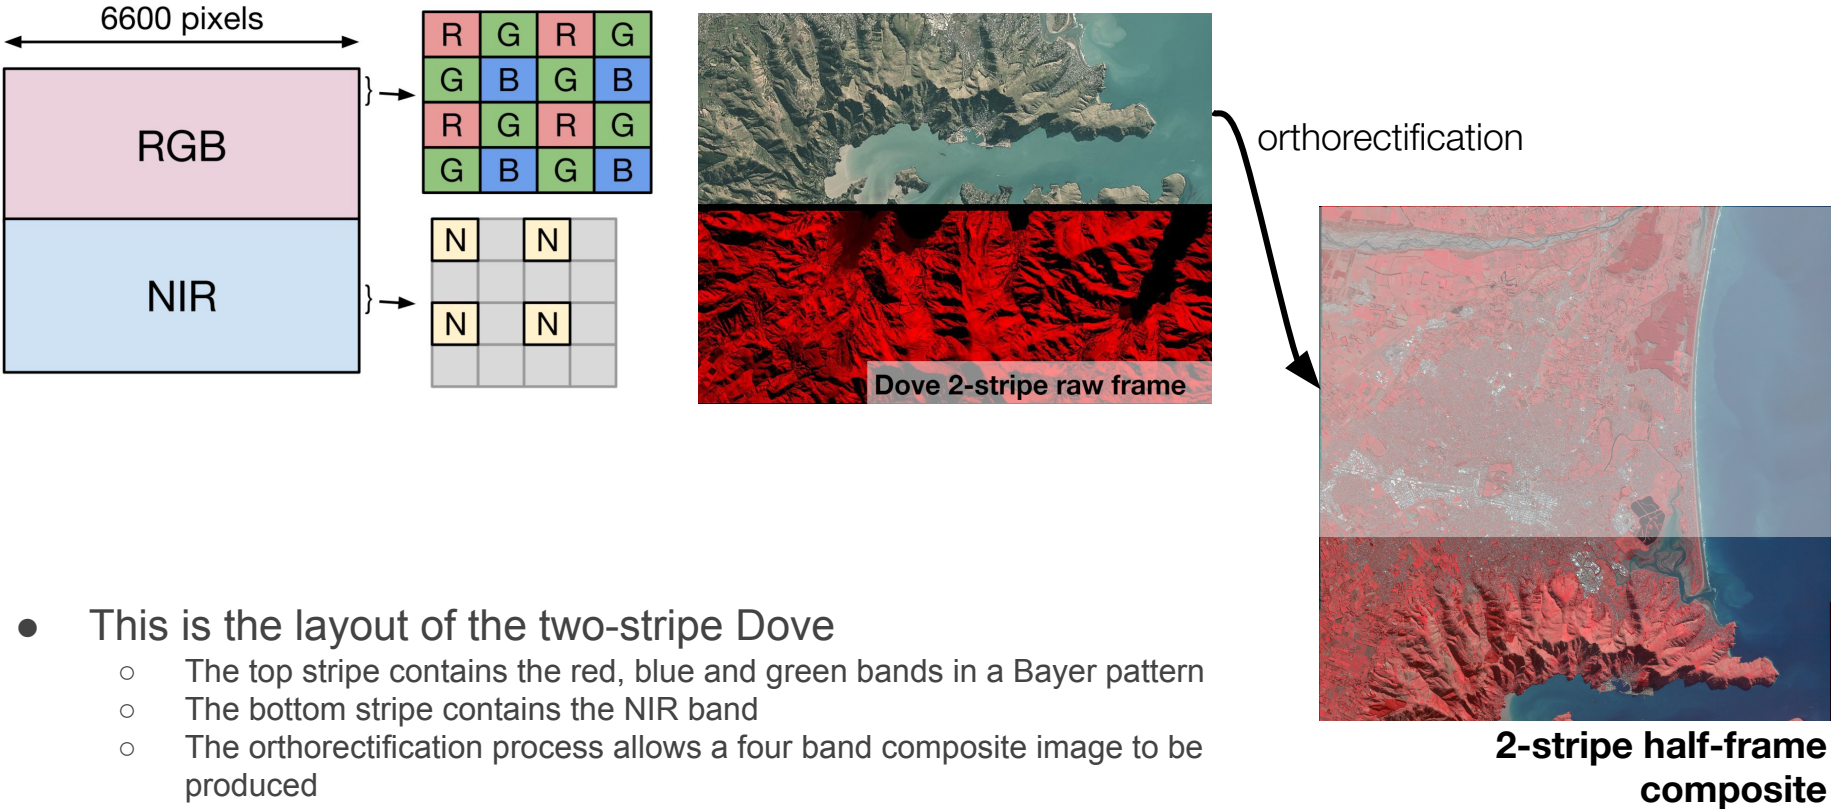 6600 pixels
RGB
NIR
R G R G
G B G B
R G R G
G B G B
N N
N N
Dove 2-stripe raw frame
orthorectification
2-stripe half-frame
composite
● This is the layout of the two-stripe Dove
○ The top stripe contains the red, blue and green bands in a Bayer pattern
○ The bottom stripe contains the NIR band
○ The orthorectification process allows a four band composite image to be
produced